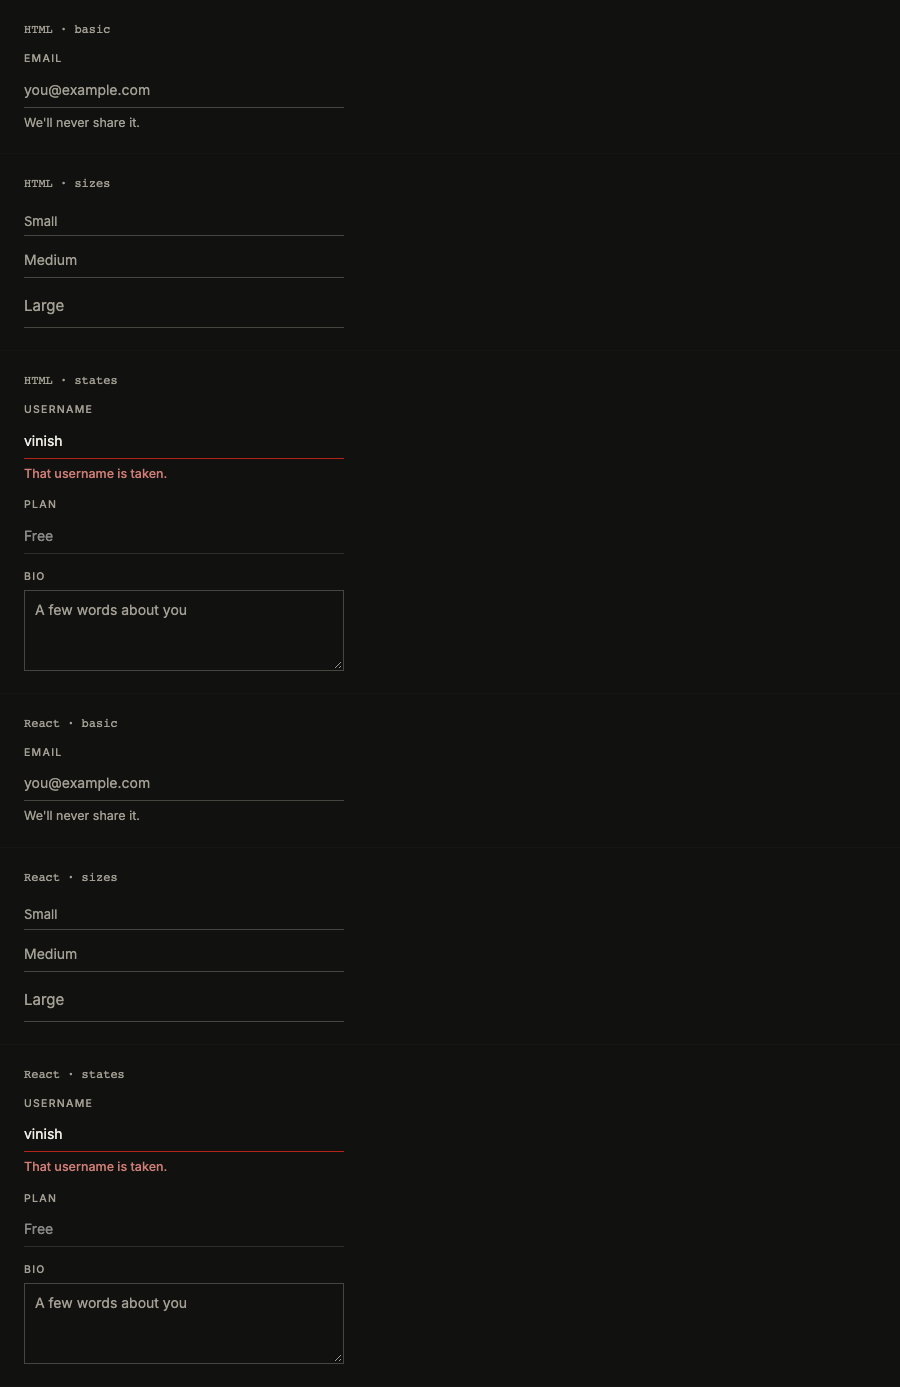 HTML · basic
EMAIL
you@example.com
We'll never share it.
HTML · sizes
Small
Medium
Large
HTML · states
USERNAME
vinish
That username is taken.
PLAN
Free
BIO
A few words about you
React · basic
EMAIL
you@example.com
We'll never share it.
React · sizes
Small
Medium
Large
React · states
USERNAME
vinish
That username is taken.
PLAN
Free
BIO
A few words about you